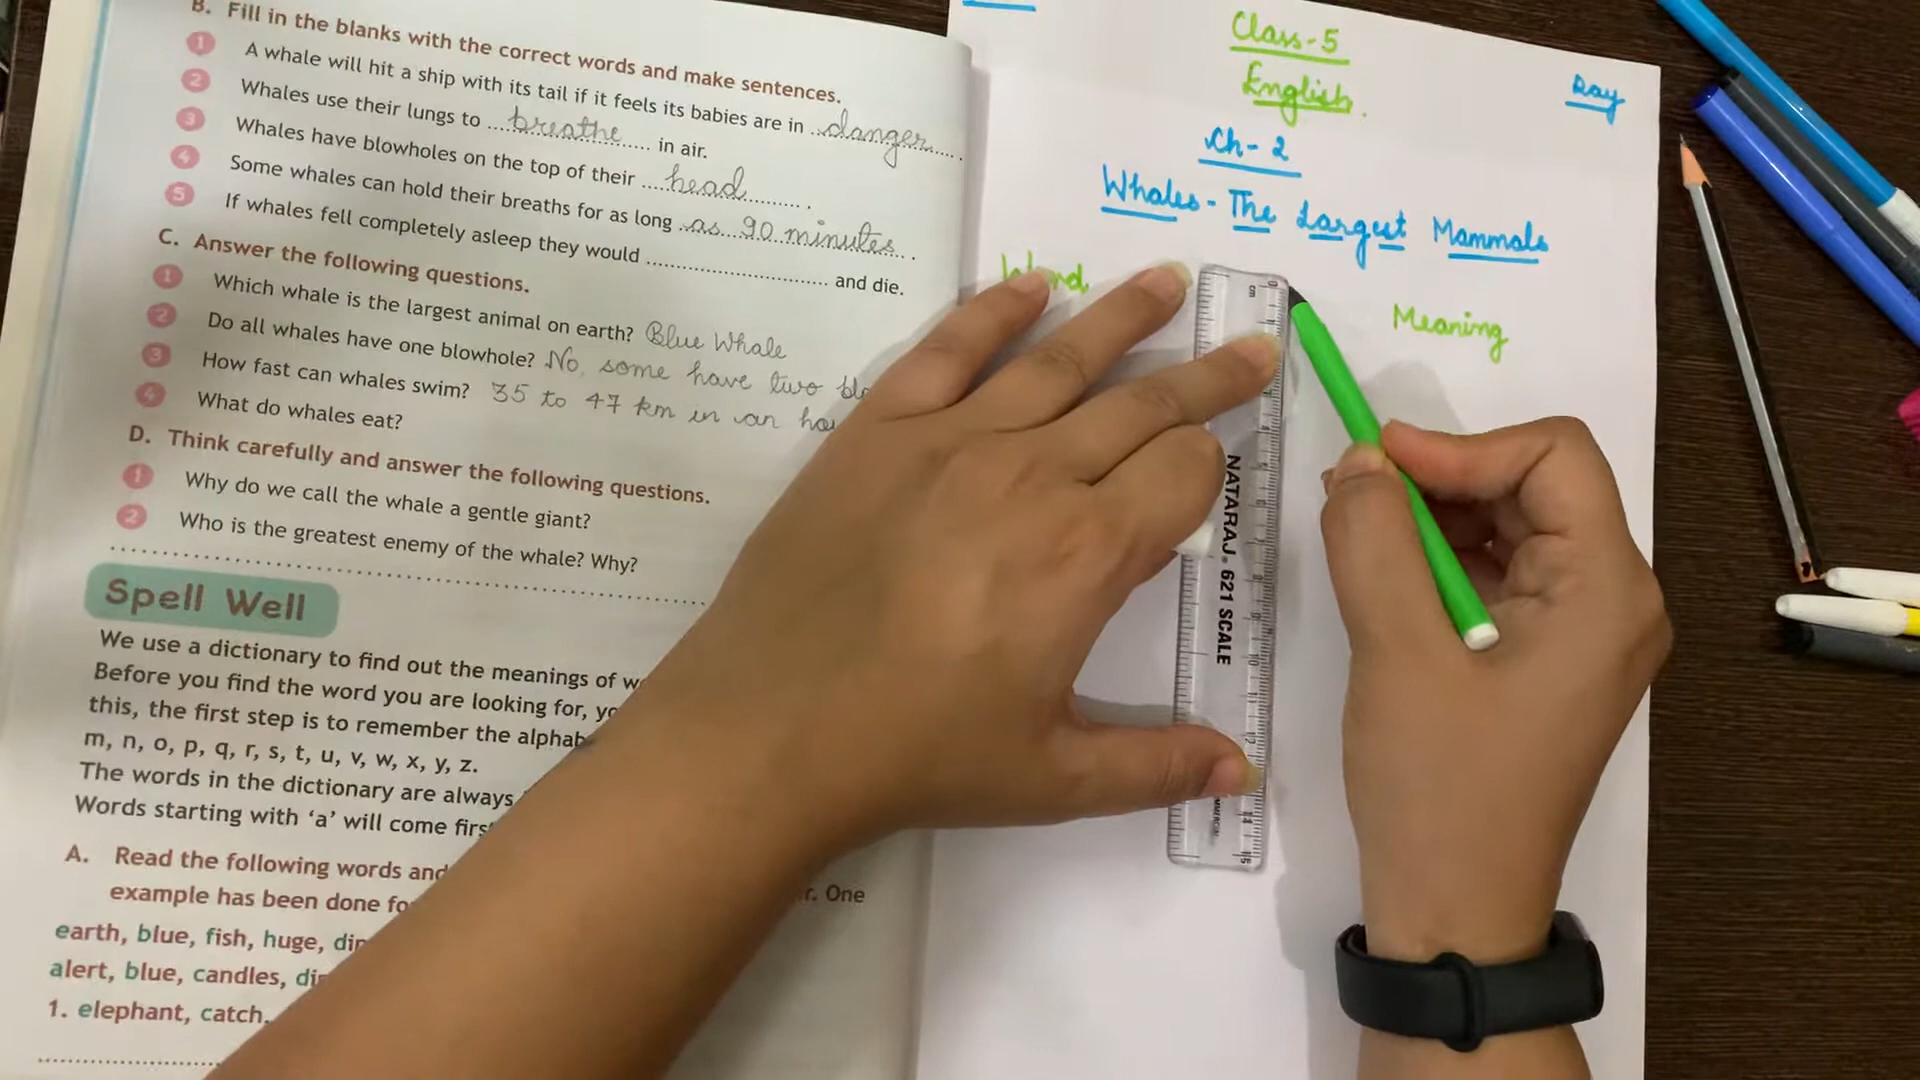 B. Fill in the blanks with the correct words and make sentences.
1 A whale will hit a ship with its tail if it feels its babies are in danger.
2 Whales use their lungs to breathe in air.
3 Whales have blowholes on the top of their head.
4 Some whales can hold their breaths for as long as 90 minutes.
5 If whales fell completely asleep they would .............................. and die.
C. Answer the following questions.
1 Which whale is the largest animal on earth? Blue Whale
2 Do all whales have one blowhole? No, some have two
3 How fast can whales swim? 35 to 47 km in an
4 What do whales eat?
D. Think carefully and answer the following questions.
1 Why do we call the whale a gentle giant?
2 Who is the greatest enemy of the whale? Why?
Spell Well
We use a dictionary to find out the meanings of
Before you find the word you are looking for,
this, the first step is to remember the
m, n, o, p, q, r, s, t, u, v, w, x, y, z.
The words in the dictionary are always
Words starting with ‘a’ will come
A. Read the following words and
example has been done One
earth, blue, fish, huge,
alert, blue, candles,
1. elephant, catch.
Class-5
English.
Day
Ch-2
Whales - The Largest Mammals
Word
Meaning
0 cm
NATARAJ 621 SCALE